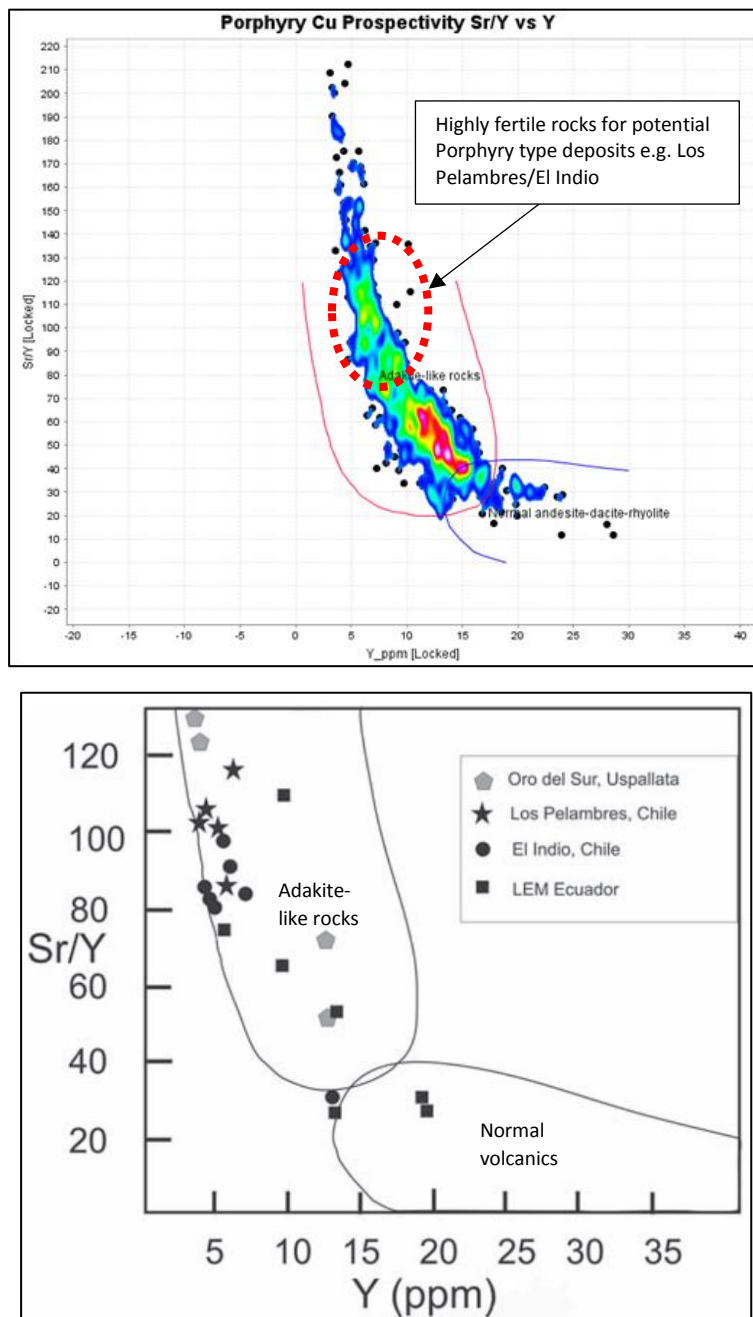 Porphyry Cu Prospectivity Sr/Y vs Y
220
210
200
190
180
170
160
150
140
130
120
110
100
90
80
70
60
50
40
30
20
10
0
-10
-20
Sr/Y [Locked]
Highly fertile rocks for potential
Porphyry type deposits e.g. Los
Pelambres/El Indio
Adakite-like rocks
Normal andesite-dacite-rhyolite
-20 -15 -10 -5 0 5 10 15 20 25 30 35 40
Y_ppm [Locked]
120
100
80
Sr/Y
60
40
20
Oro del Sur, Uspallata
Los Pelambres, Chile
El Indio, Chile
LEM Ecuador
Adakite-
like rocks
Normal
volcanics
5 10 15 20 25 30 35
Y (ppm)